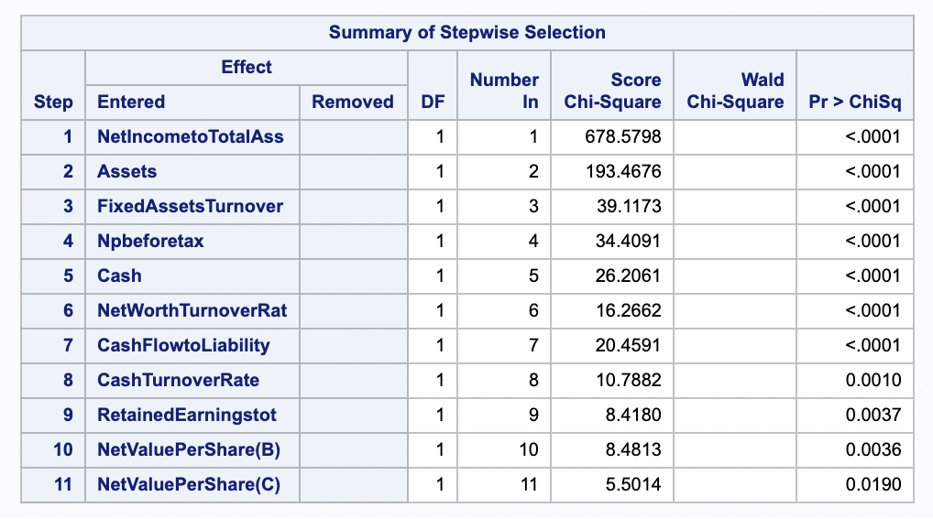 Summary of Stepwise Selection
Step Effect DF Number In Score Chi-Square Wald Chi-Square Pr > ChiSq
Entered Removed
1 NetIncometoTotalAss 1 1 678.5798 <.0001
2 Assets 1 2 193.4676 <.0001
3 FixedAssetsTurnover 1 3 39.1173 <.0001
4 Npbeforetax 1 4 34.4091 <.0001
5 Cash 1 5 26.2061 <.0001
6 NetWorthTurnoverRat 1 6 16.2662 <.0001
7 CashFlowtoLiability 1 7 20.4591 <.0001
8 CashTurnoverRate 1 8 10.7882 0.0010
9 RetainedEarningstot 1 9 8.4180 0.0037
10 NetValuePerShare(B) 1 10 8.4813 0.0036
11 NetValuePerShare(C) 1 11 5.5014 0.0190